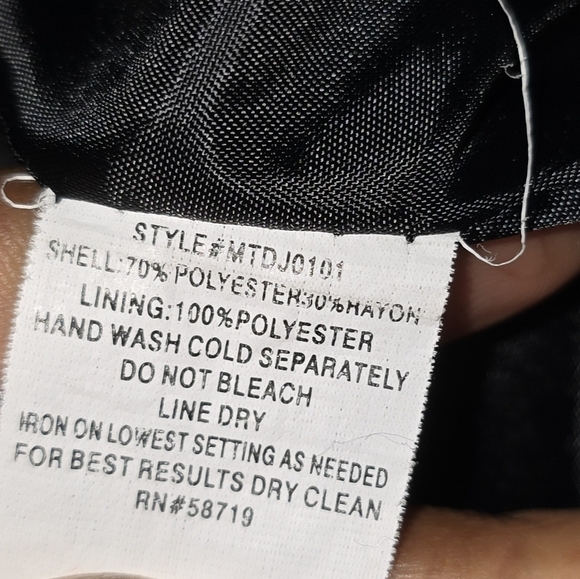 STYLE#MTDJ0101
SHELL:70%POLYESTER30%RAYON
LINING:100%POLYESTER
HAND WASH COLD SEPARATELY
DO NOT BLEACH
LINE DRY
IRON ON LOWEST SETTING AS NEEDED
FOR BEST RESULTS DRY CLEAN
RN#58719